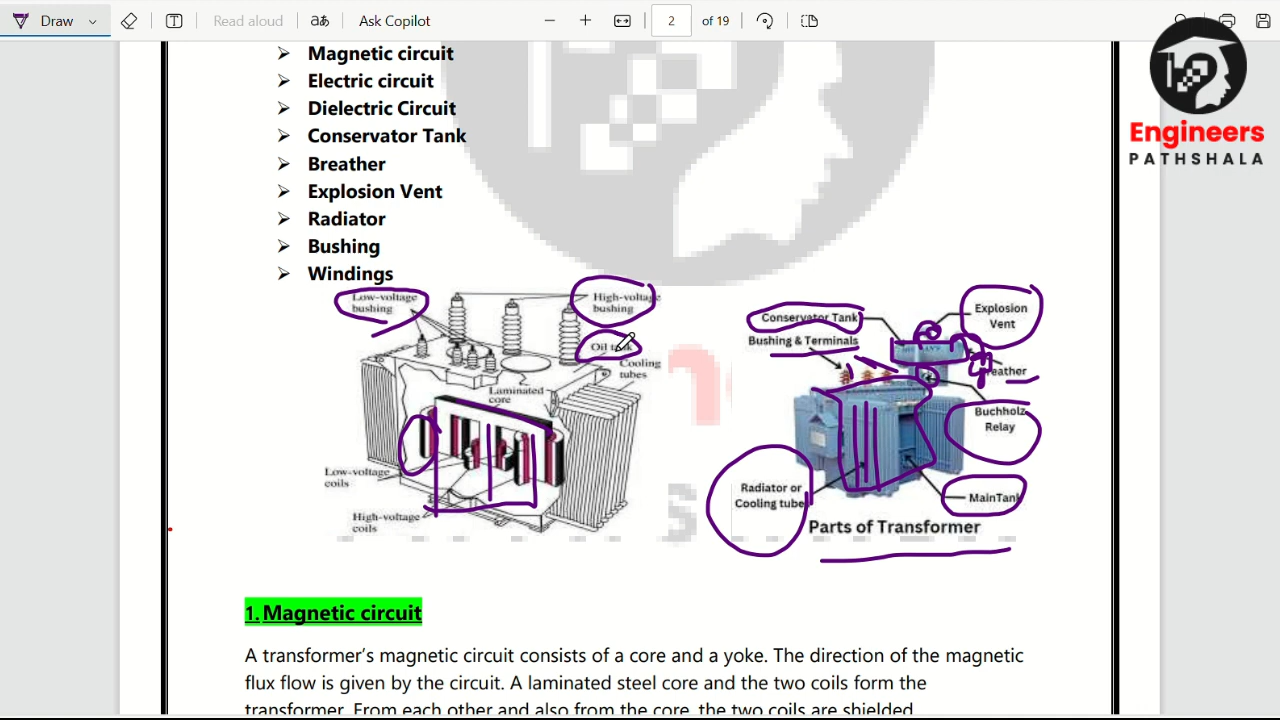 Draw
Read aloud
aあ
Ask Copilot
2
of 19
Engineers
PATHSHALA
Magnetic circuit
Electric circuit
Dielectric Circuit
Conservator Tank
Breather
Explosion Vent
Radiator
Bushing
Windings
Low-voltage
bushing
High-voltage
bushing
Oil tank
Cooling
tubes
Laminated
core
Low-voltage
coils
High-voltage
coils
Conservator Tank
Bushing & Terminals
Explosion
Vent
Breather
Buchholz
Relay
Radiator or
Cooling tube
MainTank
Parts of Transformer
1. Magnetic circuit
A transformer's magnetic circuit consists of a core and a yoke. The direction of the magnetic
flux flow is given by the circuit. A laminated steel core and the two coils form the
transformer. From each other and also from the core, the two coils are shielded